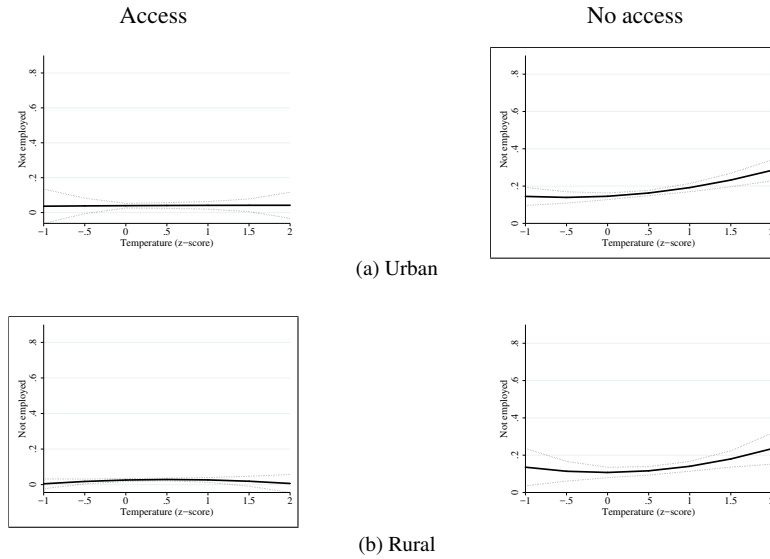 Access
No access
.8
.6
.4
.2
0
Not employed
−1 −.5 0 .5 1 1.5 2
Temperature (z−score)
.8
.6
.4
.2
0
Not employed
−1 −.5 0 .5 1 1.5
Temperature (z−score)
(a) Urban
.8
.6
.4
.2
0
Not employed
−1 −.5 0 .5 1 1.5 2
Temperature (z−score)
.8
.6
.4
.2
0
Not employed
−1 −.5 0 .5 1 1.5 2
Temperature (z−score)
(b) Rural